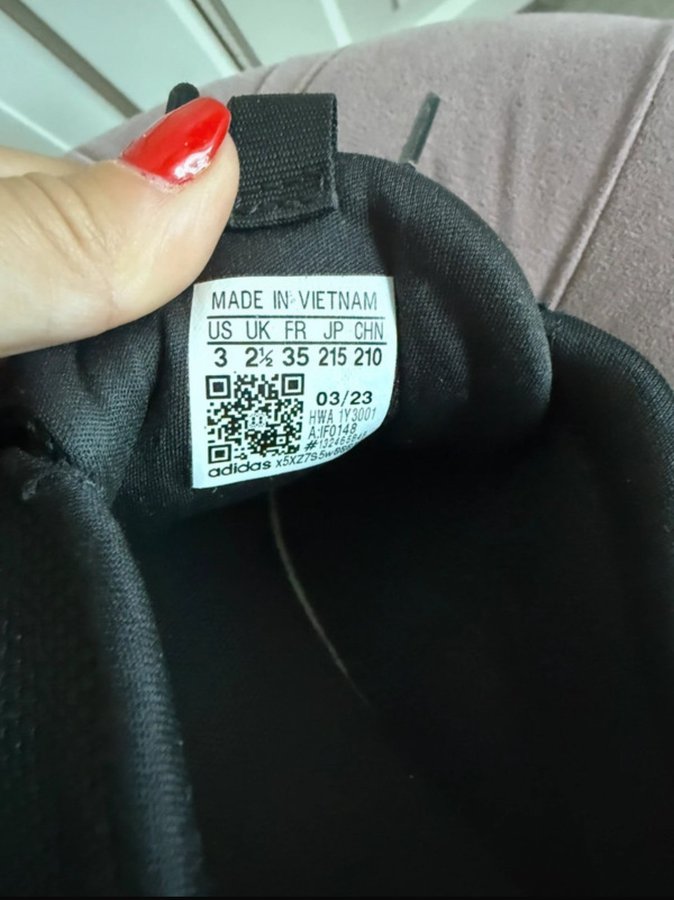 MADE IN VIETNAM
US UK FR JP CHN
3 2½ 35 215 210
03/23
HWA 1Y3001
A:IF0148
adidas